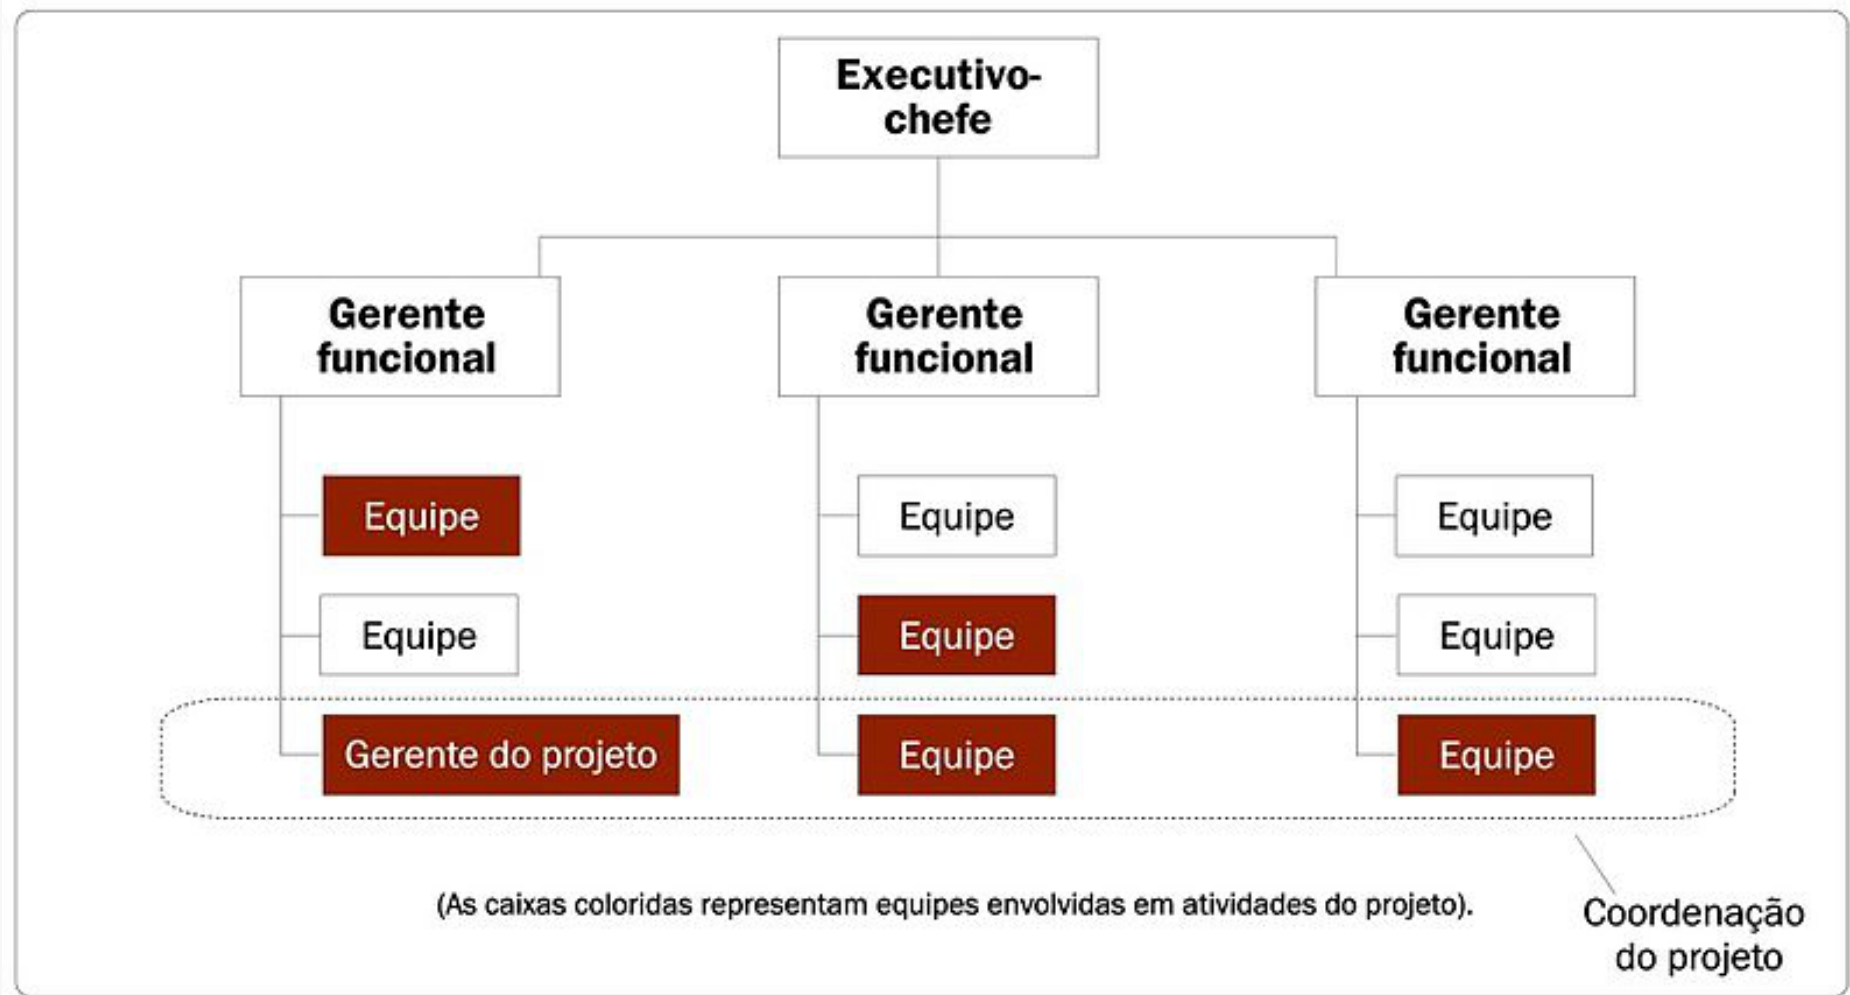 Executivo-
chefe
Gerente
funcional
Gerente
funcional
Gerente
funcional
Equipe
Equipe
Equipe
Equipe
Equipe
Equipe
Gerente do projeto
Equipe
Equipe
(As caixas coloridas representam equipes envolvidas em atividades do projeto).
Coordenação
do projeto